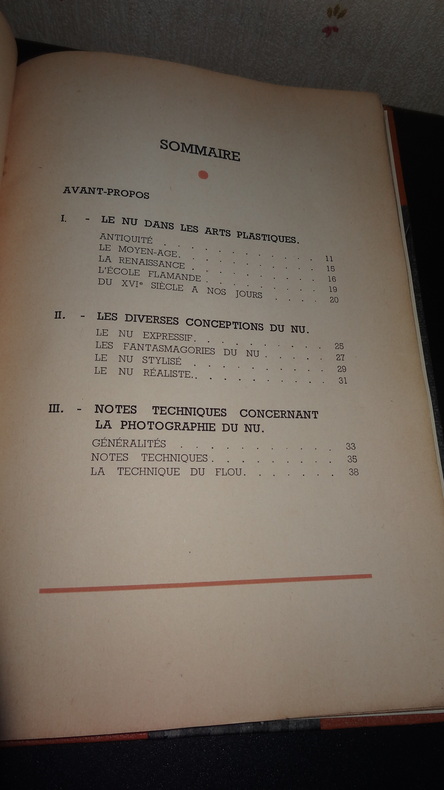 SOMMAIRE
AVANT-PROPOS
I. - LE NU DANS LES ARTS PLASTIQUES.
ANTIQUITÉ . . . . . . . . . . . 11
LE MOYEN-AGE. . . . . . . . . . 15
LA RENAISSANCE . . . . . . . . . 16
L'ÉCOLE FLAMANDE . . . . . . . . 19
DU XVIe SIÈCLE A NOS JOURS . . . . 20
II. - LES DIVERSES CONCEPTIONS DU NU.
LE NU EXPRESSIF. . . . . . . . . 25
LES FANTASMAGORIES DU NU . . . . . 27
LE NU STYLISÉ . . . . . . . . . 29
LE NU RÉALISTE. . . . . . . . . . 31
III. - NOTES TECHNIQUES CONCERNANT
LA PHOTOGRAPHIE DU NU.
GÉNÉRALITÉS . . . . . . . . . . 33
NOTES TECHNIQUES . . . . . . . . 35
LA TECHNIQUE DU FLOU. . . . . . . 38